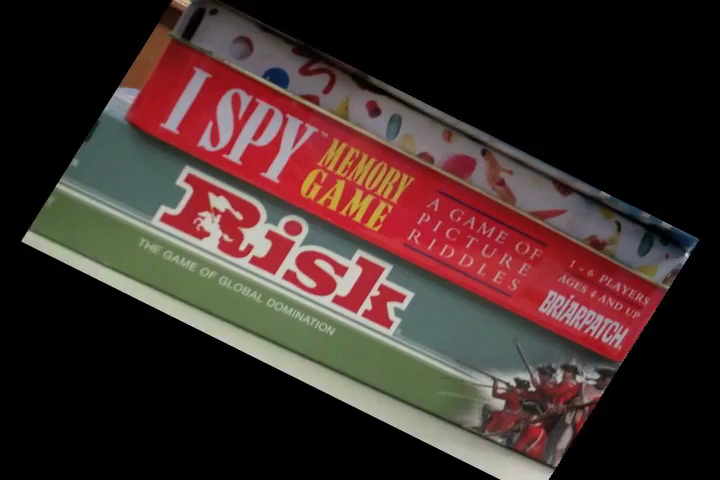 I SPY
MEMORY
GAME
A GAME OF
PICTURE
RIDDLES
1 - 6 PLAYERS
AGES 4 AND UP
BRIARPATCH
Risk
THE GAME OF GLOBAL DOMINATION